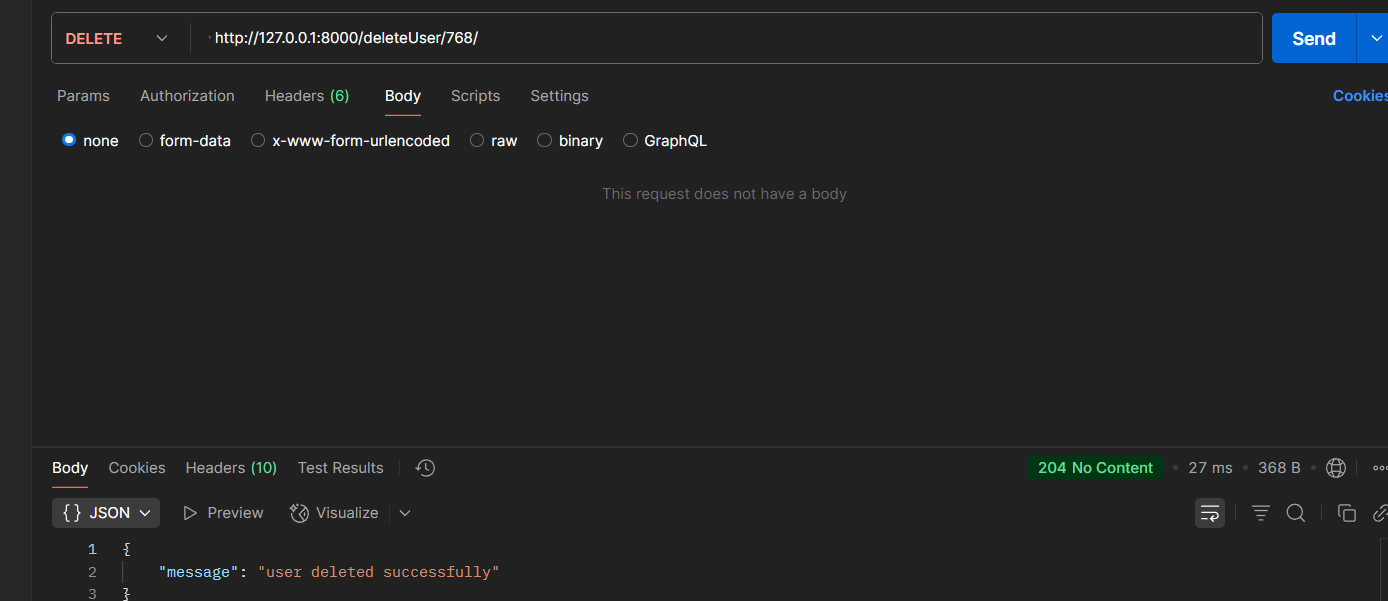 DELETE http://127.0.0.1:8000/deleteUser/768/ Send
Params Authorization Headers (6) Body Scripts Settings Cookies
none form-data x-www-form-urlencoded raw binary GraphQL
This request does not have a body
Body Cookies Headers (10) Test Results 204 No Content • 27 ms • 368 B •
{} JSON Preview Visualize
1 {
2 "message": "user deleted successfully"
3 }